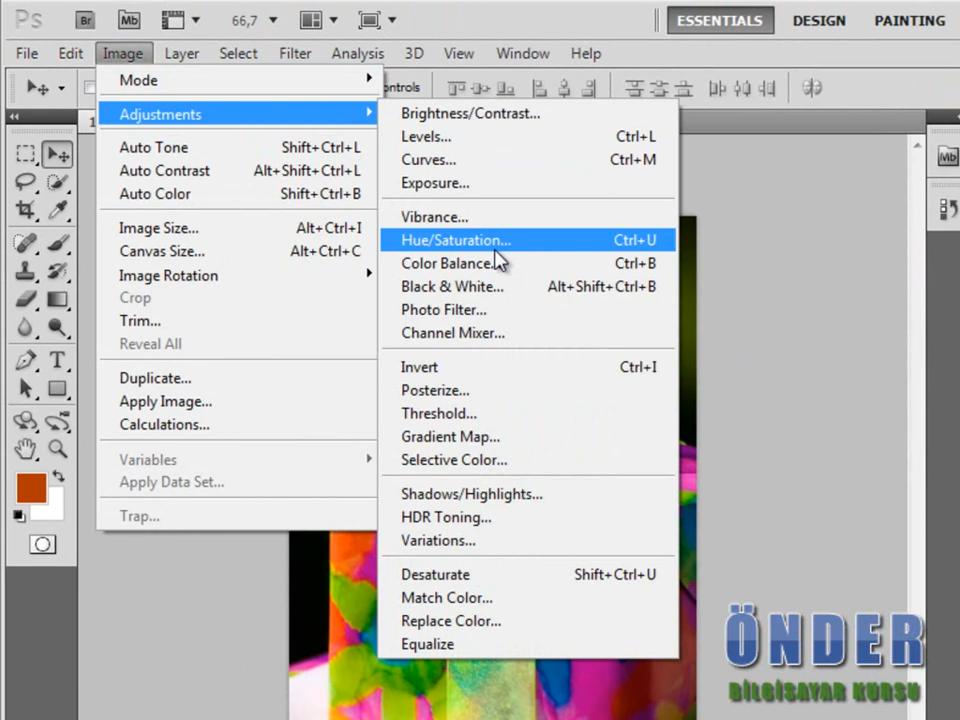 Ps Br Mb 66,7 ESSENTIALS DESIGN PAINTING
File Edit Image Layer Select Filter Analysis 3D View Window Help
Mode
Adjustments
Auto Tone Shift+Ctrl+L
Auto Contrast Alt+Shift+Ctrl+L
Auto Color Shift+Ctrl+B
Image Size... Alt+Ctrl+I
Canvas Size... Alt+Ctrl+C
Image Rotation
Crop
Trim...
Reveal All
Duplicate...
Apply Image...
Calculations...
Variables
Apply Data Set...
Trap...
Brightness/Contrast...
Levels... Ctrl+L
Curves... Ctrl+M
Exposure...
Vibrance...
Hue/Saturation... Ctrl+U
Color Balance... Ctrl+B
Black & White... Alt+Shift+Ctrl+B
Photo Filter...
Channel Mixer...
Invert Ctrl+I
Posterize...
Threshold...
Gradient Map...
Selective Color...
Shadows/Highlights...
HDR Toning...
Variations...
Desaturate Shift+Ctrl+U
Match Color...
Replace Color...
Equalize
Mb
T
ÖNDER
BİLGİSAYAR KURSU